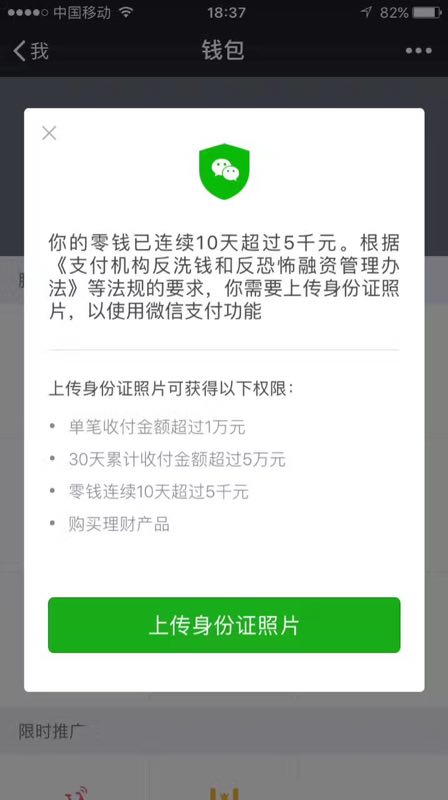 中国移动 18:37 82%
我 钱包
你的零钱已连续10天超过5千元。根据
《支付机构反洗钱和反恐怖融资管理办
法》等法规的要求，你需要上传身份证照
片，以使用微信支付功能
上传身份证照片可获得以下权限：
• 单笔收付金额超过1万元
• 30天累计收付金额超过5万元
• 零钱连续10天超过5千元
• 购买理财产品
上传身份证照片
限时推广